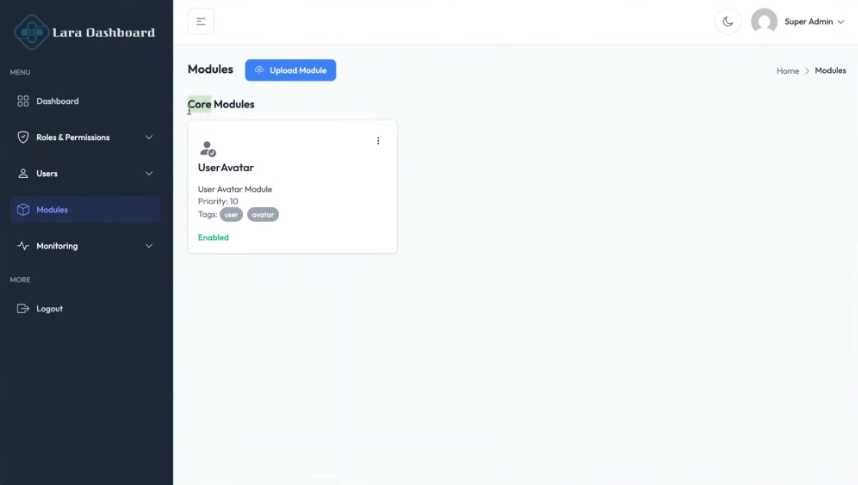 Lara Dashboard
Super Admin
MENU
Dashboard
Roles & Permissions
Users
Modules
Monitoring
MORE
Logout
Modules
Upload Module
Home > Modules
Core Modules
UserAvatar
User Avatar Module
Priority: 10
Tags: user avatar
Enabled